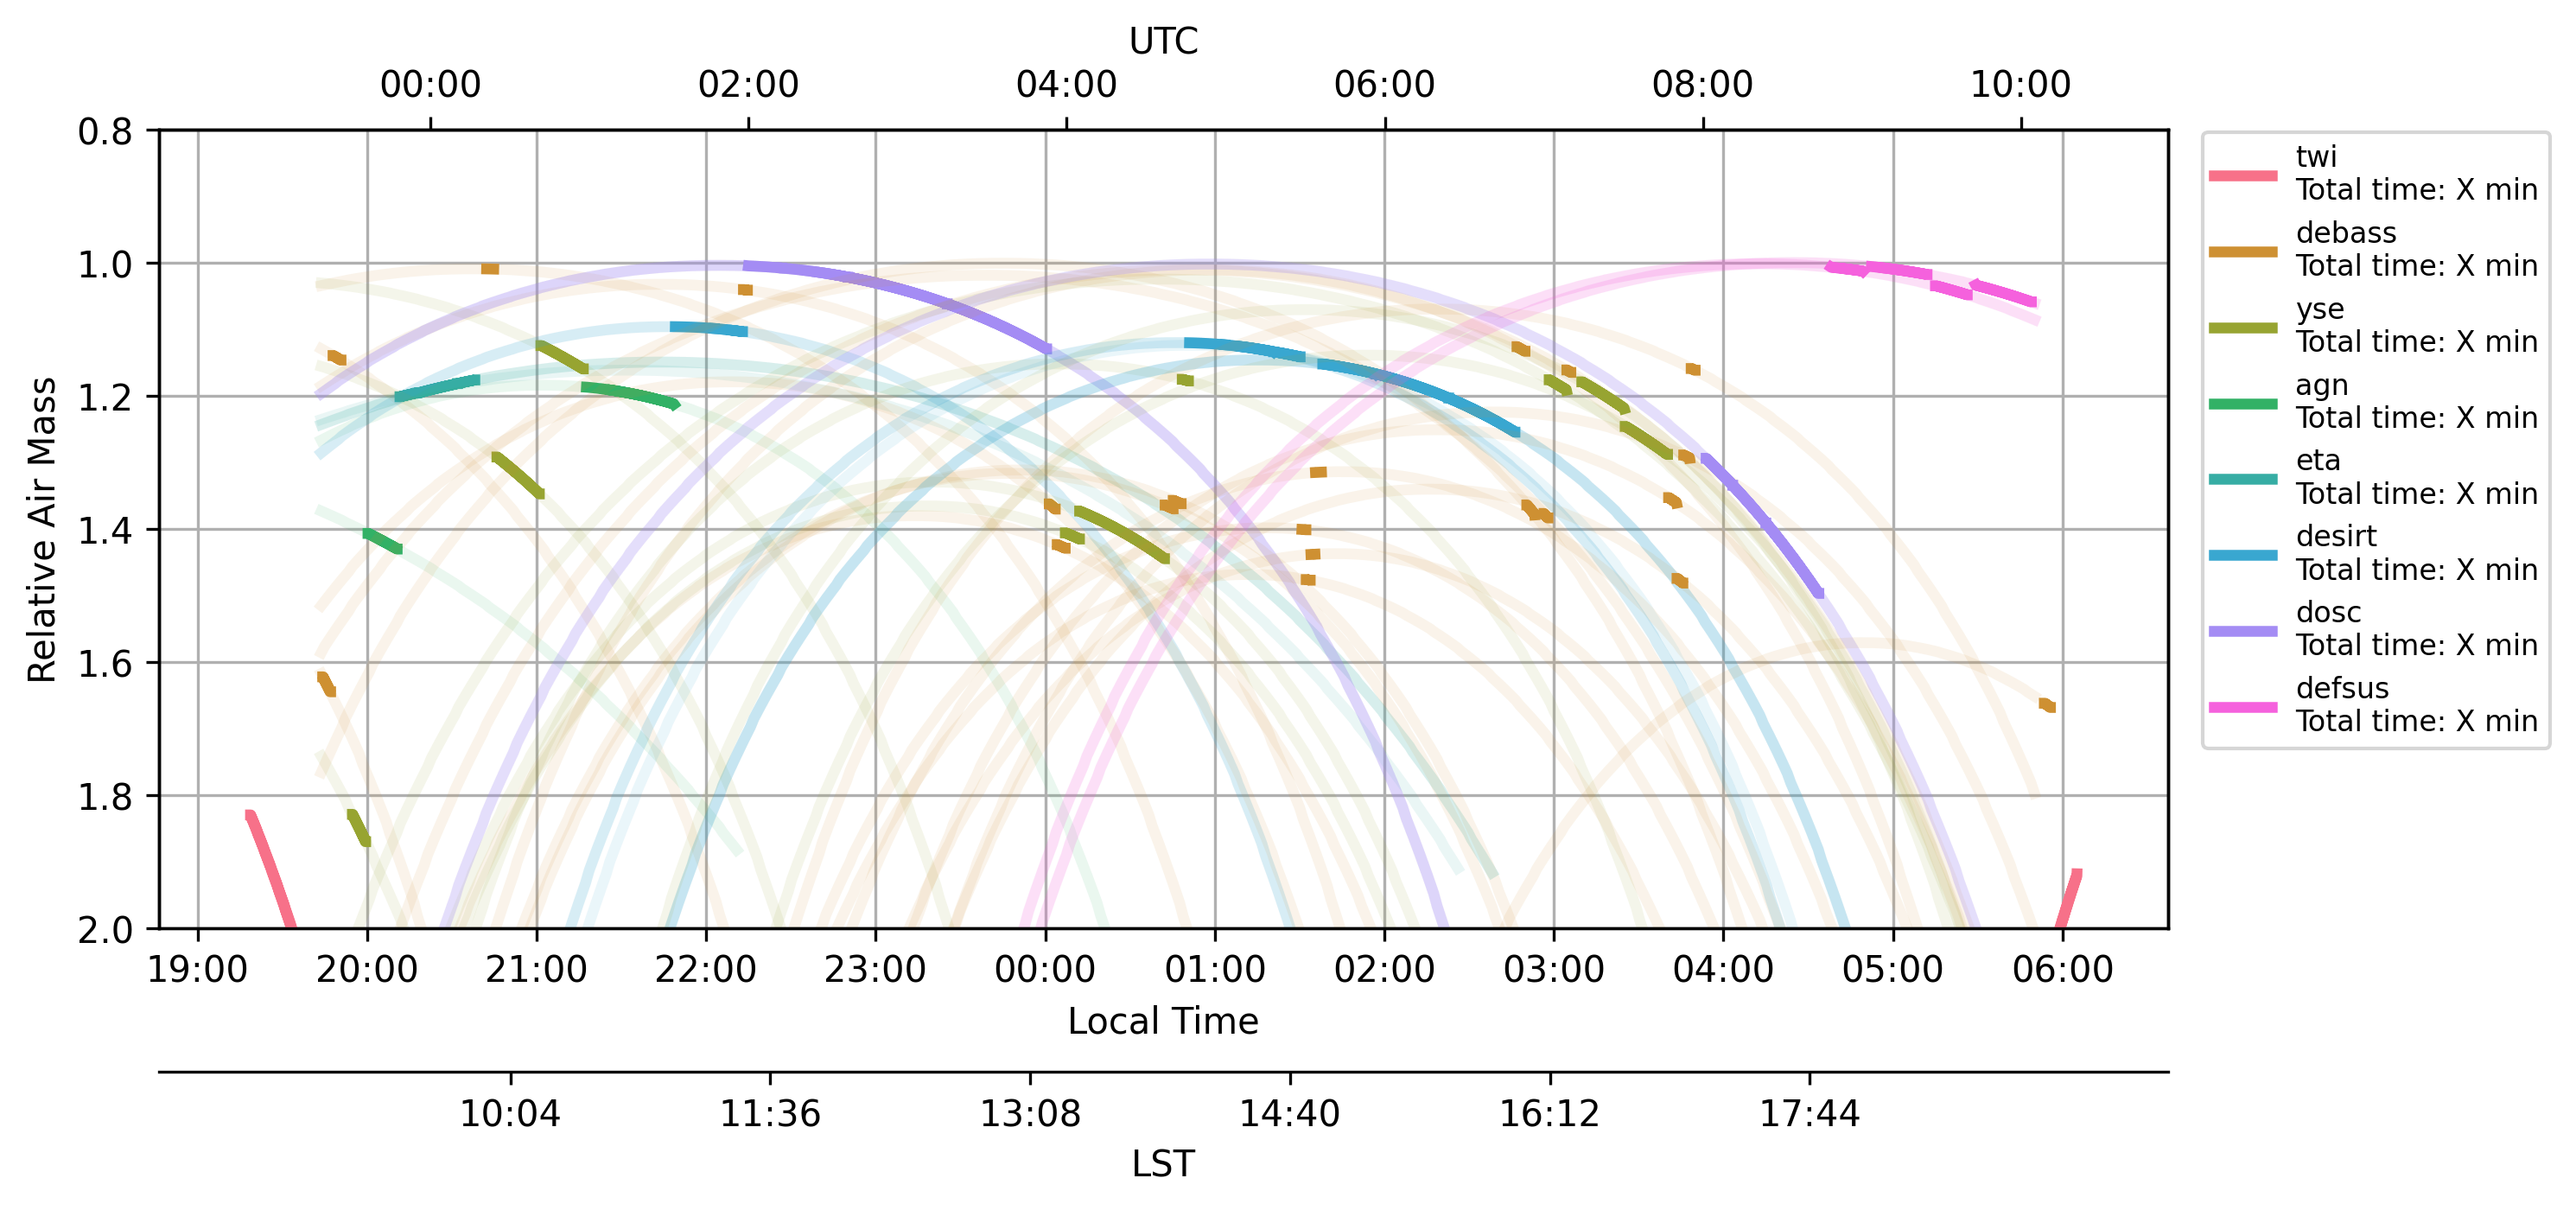 UTC
00:00 02:00 04:00 06:00 08:00 10:00
0.8
1.0
1.2
1.4
1.6
1.8
2.0
Relative Air Mass
19:00 20:00 21:00 22:00 23:00 00:00 01:00 02:00 03:00 04:00 05:00 06:00
Local Time
10:04 11:36 13:08 14:40 16:12 17:44
LST
twi
Total time: X min
debass
Total time: X min
yse
Total time: X min
agn
Total time: X min
eta
Total time: X min
desirt
Total time: X min
dosc
Total time: X min
defsus
Total time: X min